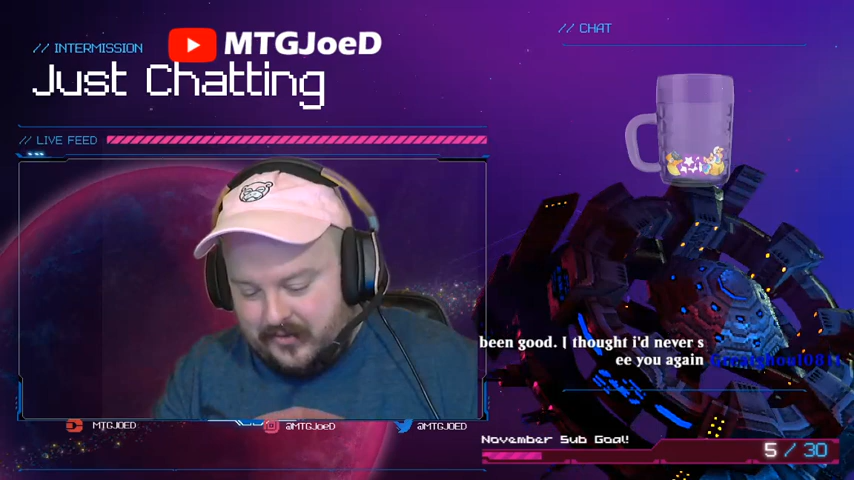 // INTERMISSION
MTGJoeD
Just Chatting
// CHAT
// LIVE FEED
been good. I thought i'd never s
ee you again
MTGJOED
@MTGJoeD
@MTGJOED
November Sub Goal!
5 / 30